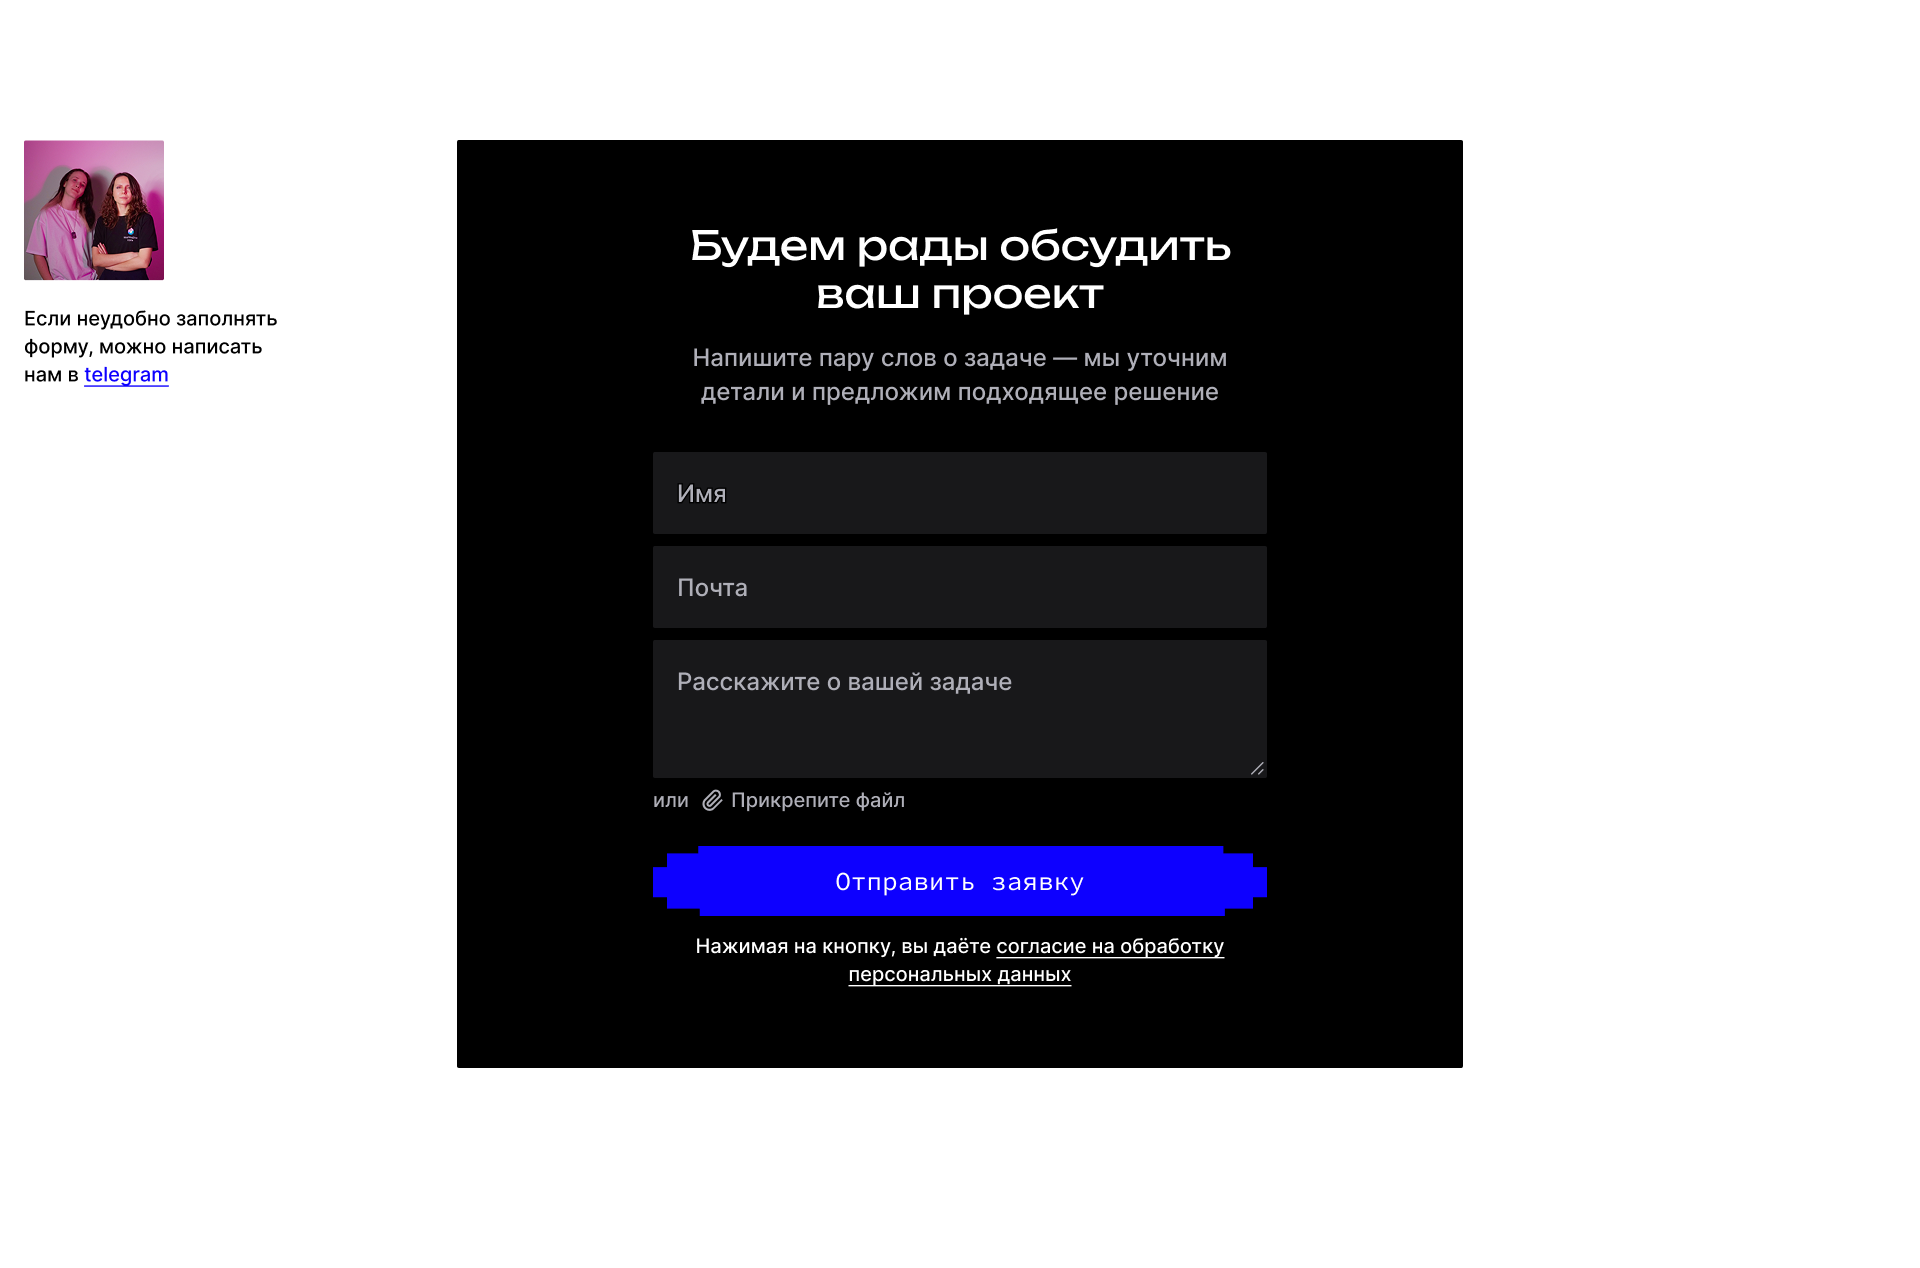 Если неудобно заполнять
форму, можно написать
нам в telegram
Будем рады обсудить
ваш проект
Напишите пару слов о задаче — мы уточним
детали и предложим подходящее решение
Имя
Почта
Расскажите о вашей задаче
или Прикрепите файл
Отправить заявку
Нажимая на кнопку, вы даёте согласие на обработку
персональных данных